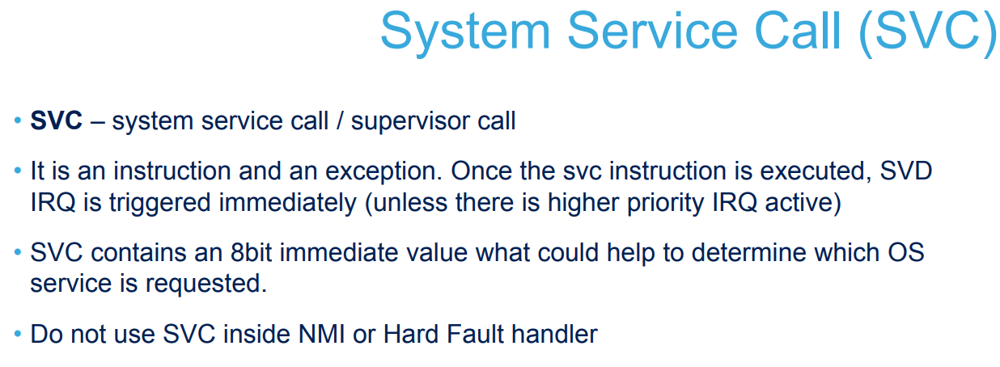 System Service Call (SVC)
• SVC – system service call / supervisor call
• It is an instruction and an exception. Once the svc instruction is executed, SVD
IRQ is triggered immediately (unless there is higher priority IRQ active)
• SVC contains an 8bit immediate value what could help to determine which OS
service is requested.
• Do not use SVC inside NMI or Hard Fault handler